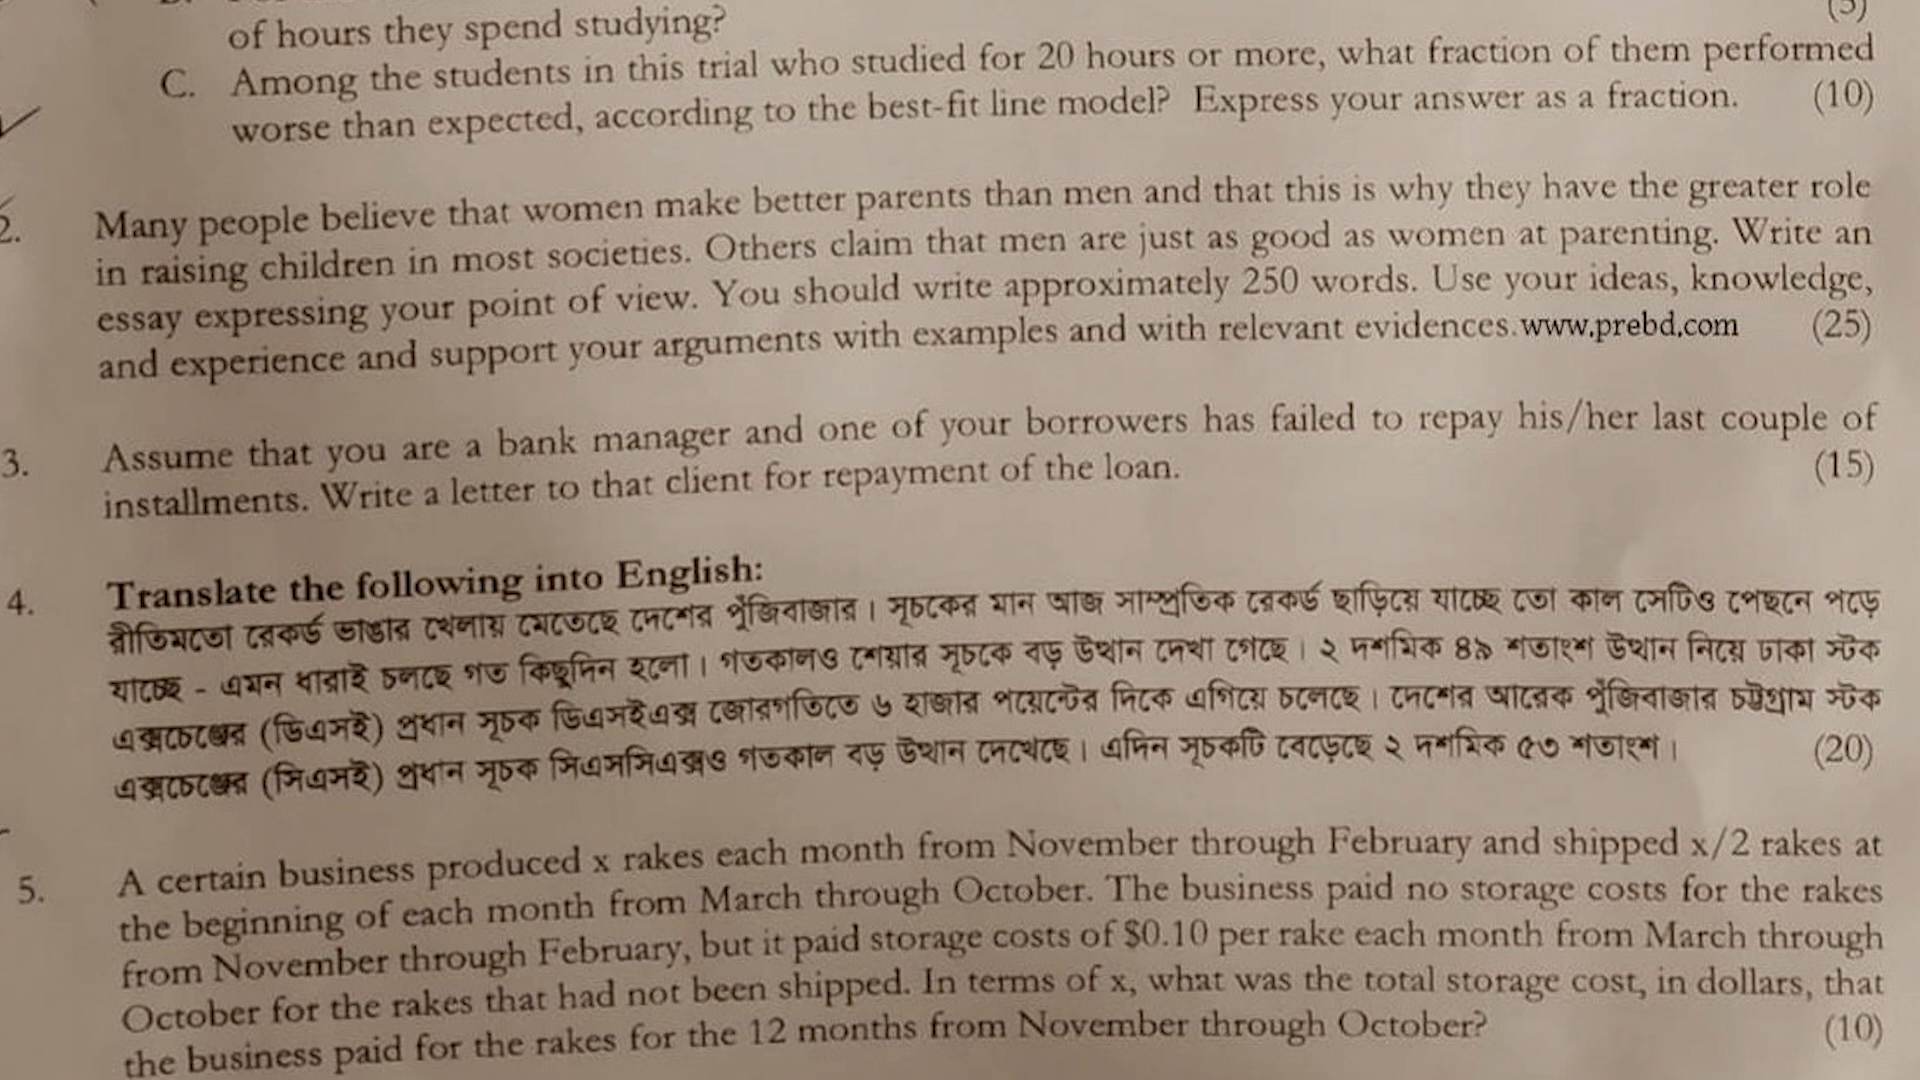 of hours they spend studying?
(5)
C. Among the students in this trial who studied for 20 hours or more, what fraction of them performed
worse than expected, according to the best-fit line model? Express your answer as a fraction. (10)
2. Many people believe that women make better parents than men and that this is why they have the greater role
in raising children in most societies. Others claim that men are just as good as women at parenting. Write an
essay expressing your point of view. You should write approximately 250 words. Use your ideas, knowledge,
and experience and support your arguments with examples and with relevant evidences. www.prebd.com (25)
3. Assume that you are a bank manager and one of your borrowers has failed to repay his/her last couple of
installments. Write a letter to that client for repayment of the loan. (15)
4. Translate the following into English:
রীতিমতো রেকর্ড ভাঙার খেলায় মেতেছে দেশের পুঁজিবাজার। সূচকের মান আজ সাম্প্রতিক রেকর্ড ছাড়িয়ে যাচ্ছে তো কাল সেটিও পেছনে পড়ে
যাচ্ছে - এমন ধারাই চলছে গত কিছুদিন হলো। গতকালও শেয়ার সূচকে বড় উত্থান দেখা গেছে। ২ দশমিক ৪৯ শতাংশ উত্থান নিয়ে ঢাকা স্টক
এক্সচেঞ্জের (ডিএসই) প্রধান সূচক ডিএসইএক্স জোরগতিতে ৬ হাজার পয়েন্টের দিকে এগিয়ে চলেছে। দেশের আরেক পুঁজিবাজার চট্টগ্রাম স্টক
এক্সচেঞ্জের (সিএসই) প্রধান সূচক সিএসসিএক্সও গতকাল বড় উত্থান দেখেছে। এদিন সূচকটি বেড়েছে ২ দশমিক ৫৩ শতাংশ। (20)
5. A certain business produced x rakes each month from November through February and shipped x/2 rakes at
the beginning of each month from March through October. The business paid no storage costs for the rakes
from November through February, but it paid storage costs of $0.10 per rake each month from March through
October for the rakes that had not been shipped. In terms of x, what was the total storage cost, in dollars, that
the business paid for the rakes for the 12 months from November through October? (10)